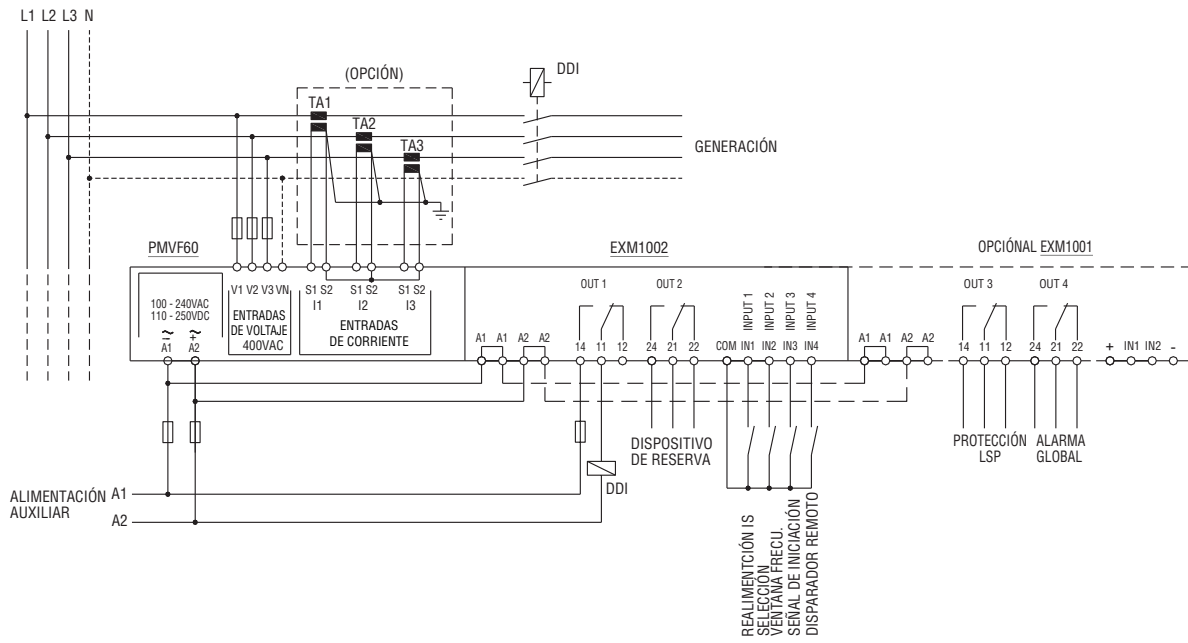 L1 L2 L3 N
(OPCIÓN)
DDI
TA1
TA2
TA3
GENERACIÓN
PMVF60
EXM1002
OPCIÓNAL EXM1001
100 - 240VAC
110 - 250VDC
~ ~
- +
A1 A2
V1 V2 V3 VN
ENTRADAS
DE VOLTAJE
400VAC
S1 S2 S1 S2 S1 S2
I1 I2 I3
ENTRADAS
DE CORRIENTE
A1 A1 A2 A2
OUT 1
14 11 12
OUT 2
24 21 22
INPUT 1
INPUT 2
INPUT 3
INPUT 4
COM IN1 IN2 IN3 IN4
A1 A1 A2 A2
OUT 3
14 11 12
OUT 4
24 21 22
+ IN1 IN2 -
DISPOSITIVO
DE RESERVA
PROTECCIÓN
LSP
ALARMA
GLOBAL
DDI
ALIMENTACIÓN
AUXILIAR
A1
A2
REALIMENTCIÓN IS
SELECCIÓN
VENTANA FRECU.
SEÑAL DE INICIACIÓN
DISPARADOR REMOTO